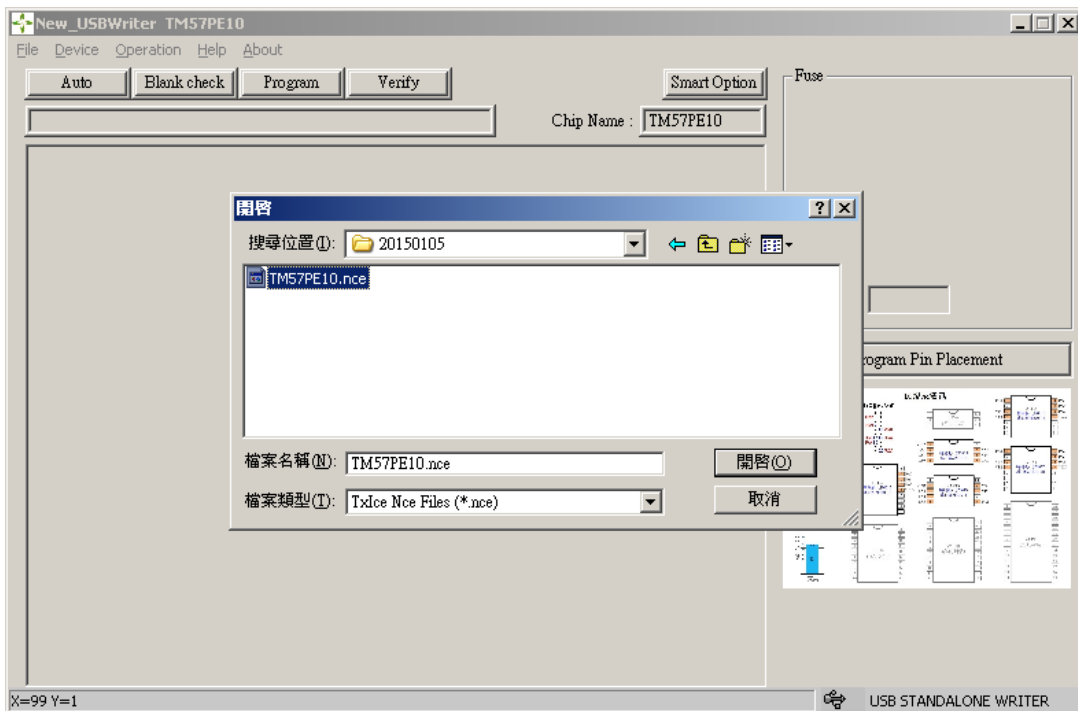 New_USBWriter TM57PE10
File Device Operation Help About
Auto Blank check Program Verify Smart Option Fuse
Chip Name : TM57PE10
開啓
搜尋位置(I): 20150105
TM57PE10.nce
檔案名稱(N): TM57PE10.nce 開啓(O)
檔案類型(T): TxIce Nce Files (*.nce) 取消
rogram Pin Placement
X=99 Y=1 USB STANDALONE WRITER